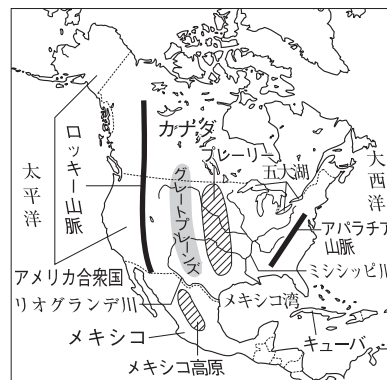 カナダ
プレーリー
五大湖
大西洋
ロッキー山脈
太平洋
グレートプレーンズ
アパラチア
山脈
アメリカ合衆国
ミシシッピ川
リオグランデ川
メキシコ湾
メキシコ
キューバ
メキシコ高原